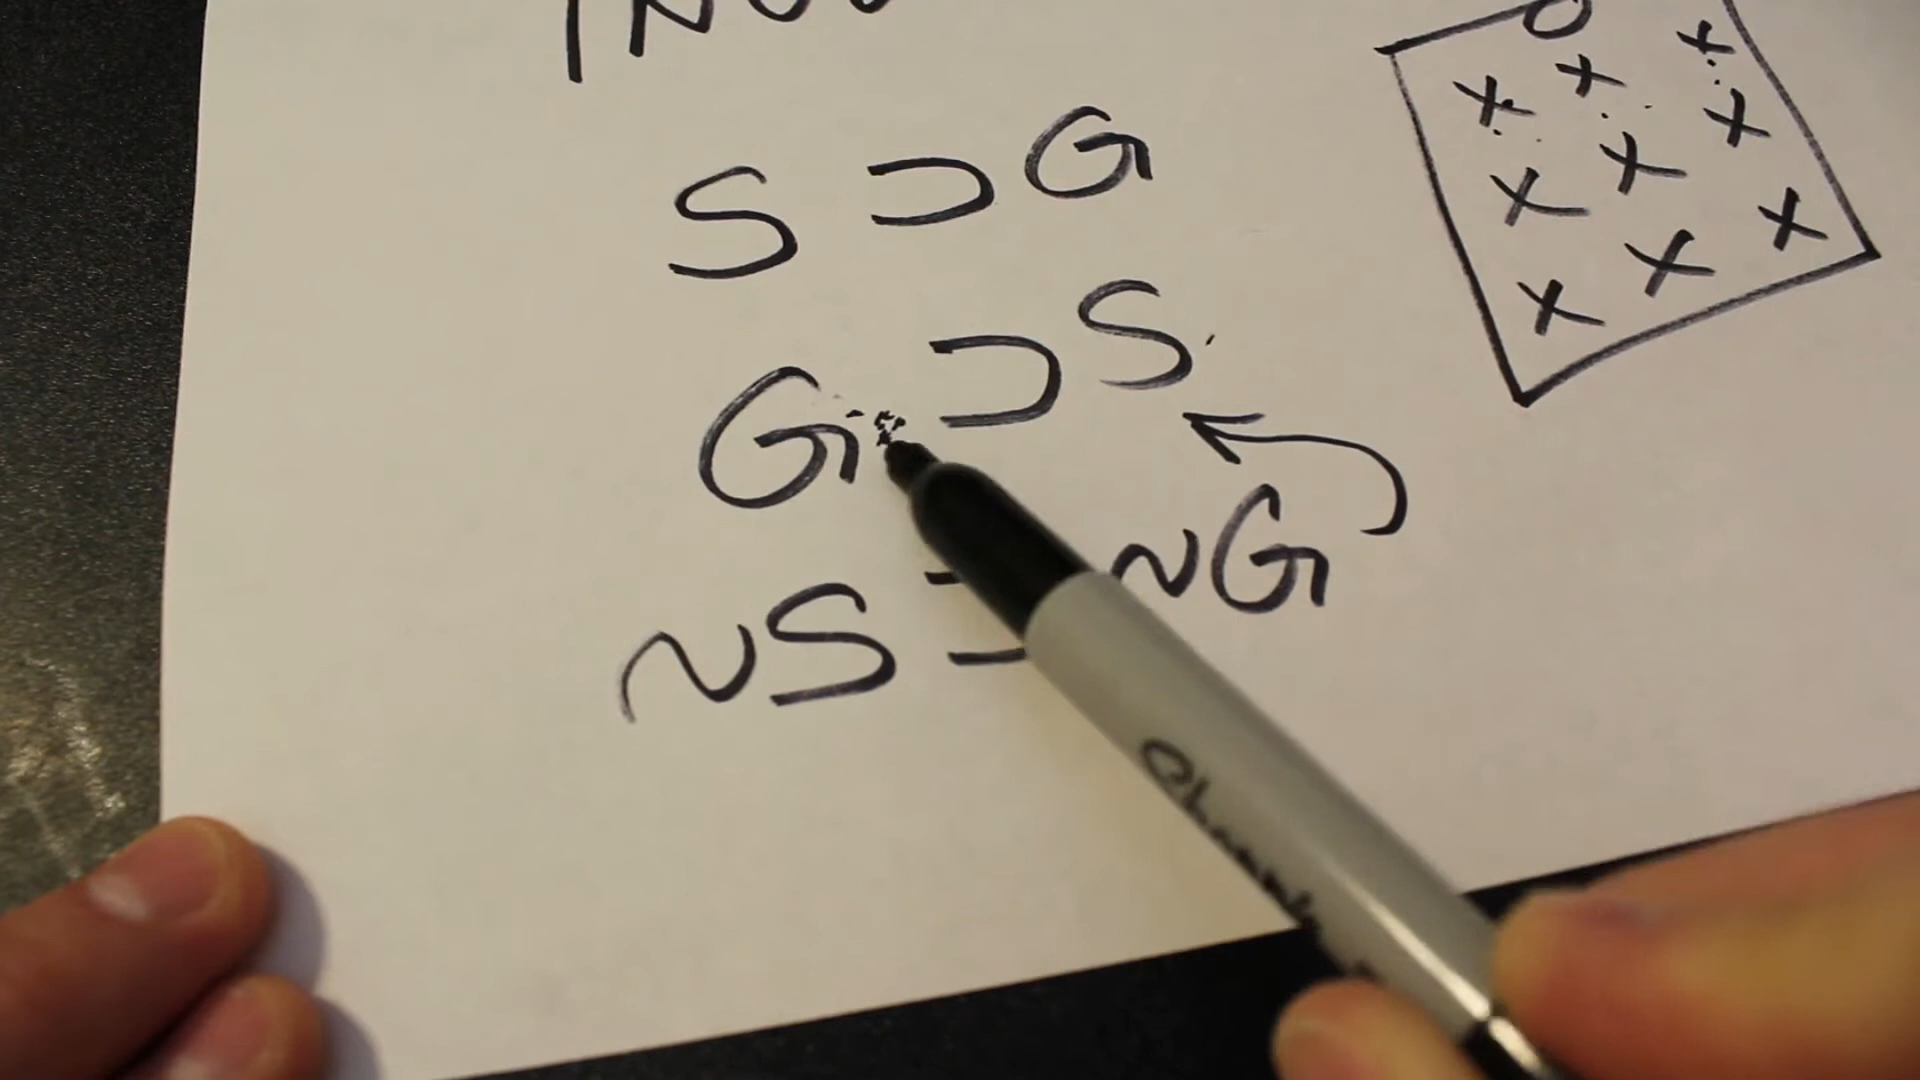 S ⊃ G
G ⊃ S
~S ⊃ ~G